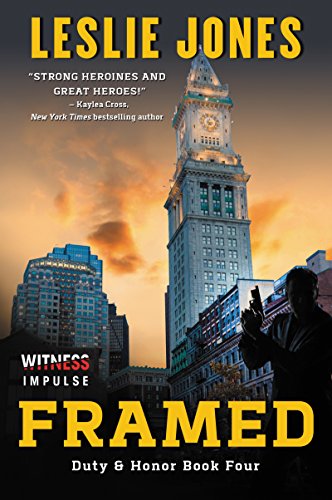 LESLIE JONES
"STRONG HEROINES AND
GREAT HEROES!"
– Kaylea Cross,
New York Times bestselling author
WITNESS
IMPULSE
FRAMED
Duty & Honor Book Four